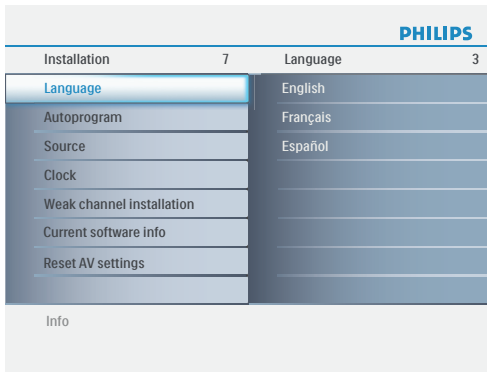 PHILIPS
Installation 7
Language 3
Language
Autoprogram
Source
Clock
Weak channel installation
Current software info
Reset AV settings
English
Français
Español
Info